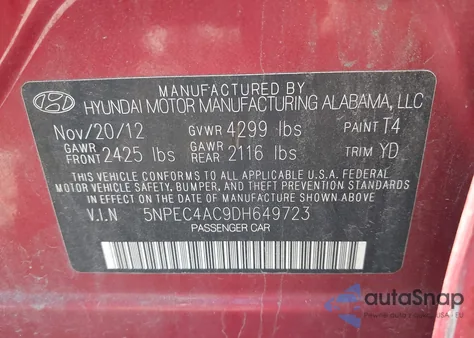 MANUFACTURED BY
HYUNDAI MOTOR MANUFACTURING ALABAMA, LLC
Nov/20/12 GVWR 4299 lbs PAINT T4
GAWR FRONT 2425 lbs GAWR REAR 2116 lbs TRIM YD
THIS VEHICLE CONFORMS TO ALL APPLICABLE U.S.A. FEDERAL
MOTOR VEHICLE SAFETY, BUMPER, AND THEFT PREVENTION STANDARDS
IN EFFECT ON THE DATE OF MANUFACTURE SHOWN ABOVE
V.I.N 5NPEC4AC9DH649723
PASSENGER CAR
autoSnap